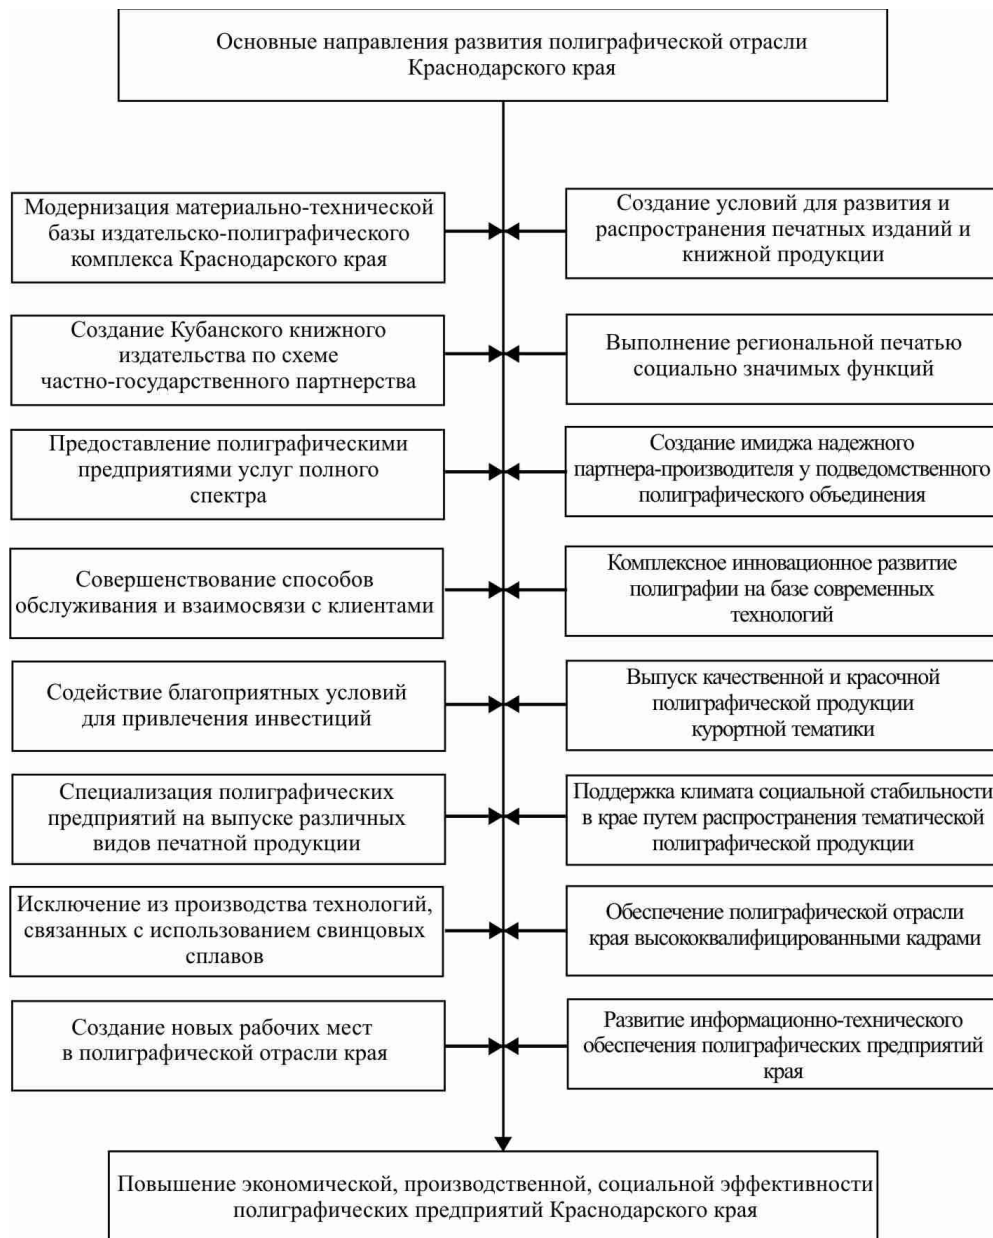 Основные направления развития полиграфической отрасли
Краснодарского края
Модернизация материально-технической
базы издательско-полиграфического
комплекса Краснодарского края
Создание условий для развития и
распространения печатных изданий и
книжной продукции
Создание Кубанского книжного
издательства по схеме
частно-государственного партнерства
Выполнение региональной печатью
социально значимых функций
Предоставление полиграфическими
предприятиями услуг полного
спектра
Создание имиджа надежного
партнера-производителя у подведомственного
полиграфического объединения
Совершенствование способов
обслуживания и взаимосвязи с клиентами
Комплексное инновационное развитие
полиграфии на базе современных
технологий
Содействие благоприятных условий
для привлечения инвестиций
Выпуск качественной и красочной
полиграфической продукции
курортной тематики
Специализация полиграфических
предприятий на выпуске различных
видов печатной продукции
Поддержка климата социальной стабильности
в крае путем распространения тематической
полиграфической продукции
Исключение из производства технологий,
связанных с использованием свинцовых
сплавов
Обеспечение полиграфической отрасли
края высококвалифицированными кадрами
Создание новых рабочих мест
в полиграфической отрасли края
Развитие информационно-технического
обеспечения полиграфических предприятий
края
Повышение экономической, производственной, социальной эффективности
полиграфических предприятий Краснодарского края